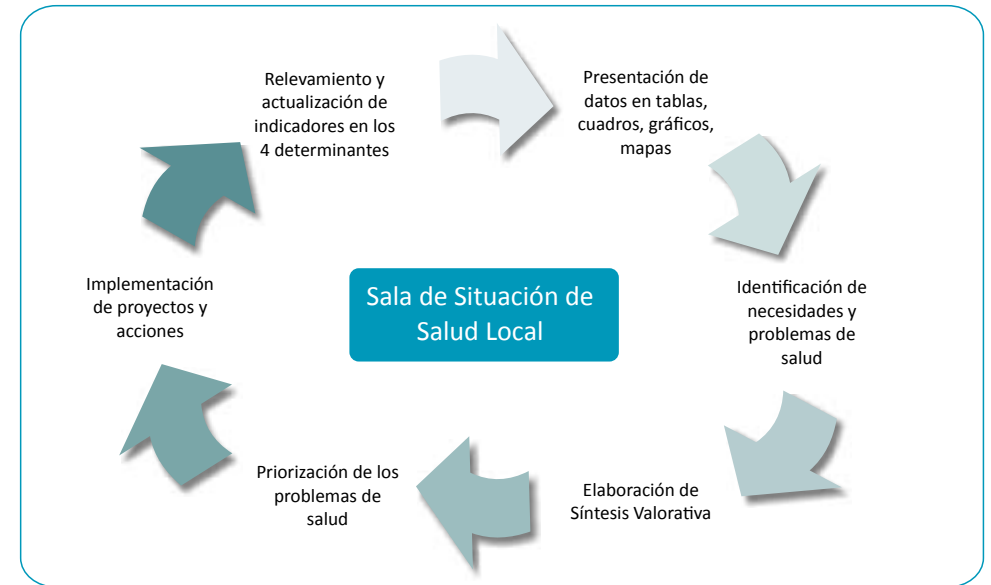 Relevamiento y
actualización de
indicadores en los
4 determinantes
Presentación de
datos en tablas,
cuadros, gráficos,
mapas
Identificación de
necesidades y
problemas de
salud
Elaboración de
Síntesis Valorativa
Priorización de los
problemas de
salud
Implementación
de proyectos y
acciones
Sala de Situación de
Salud Local